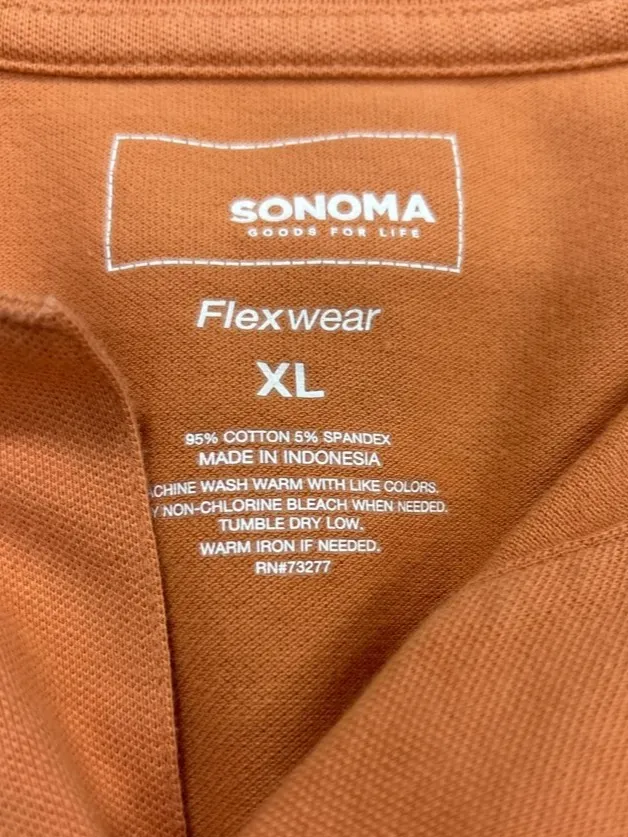 SONOMA
GOODS FOR LIFE
Flexwear
XL
95% COTTON 5% SPANDEX
MADE IN INDONESIA
WASH WARM WITH LIKE COLORS.
NON-CHLORINE BLEACH WHEN NEEDED.
TUMBLE DRY LOW.
WARM IRON IF NEEDED.
RN#73277